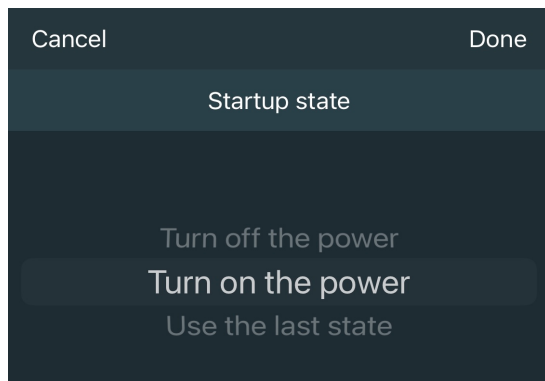 Cancel Done
Startup state
Turn off the power
Turn on the power
Use the last state